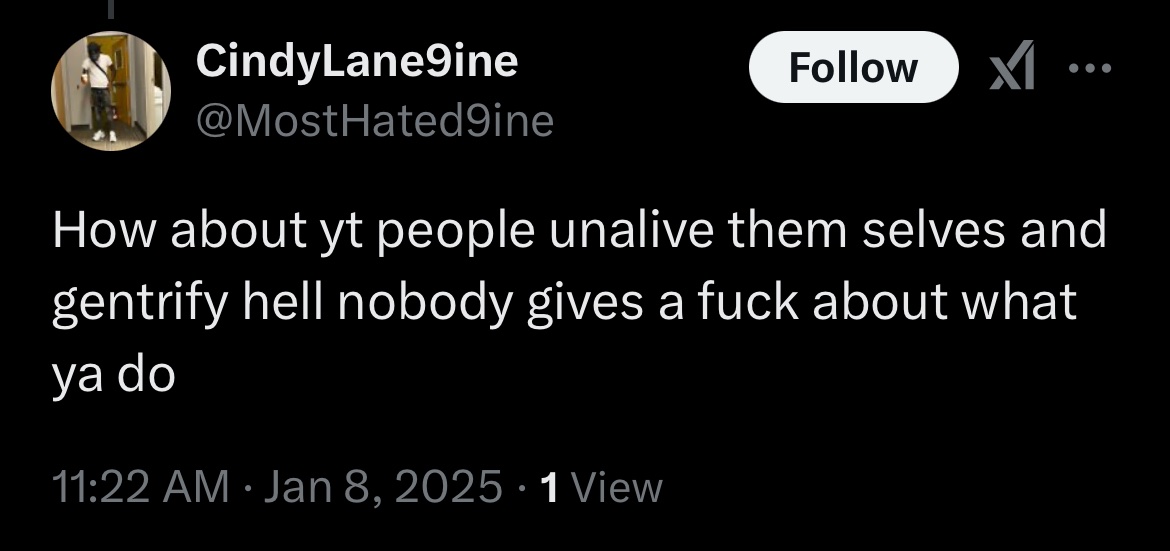 CindyLane9ine
@MostHated9ine
Follow
How about yt people unalive them selves and
gentrify hell nobody gives a fuck about what
ya do
11:22 AM · Jan 8, 2025 · 1 View